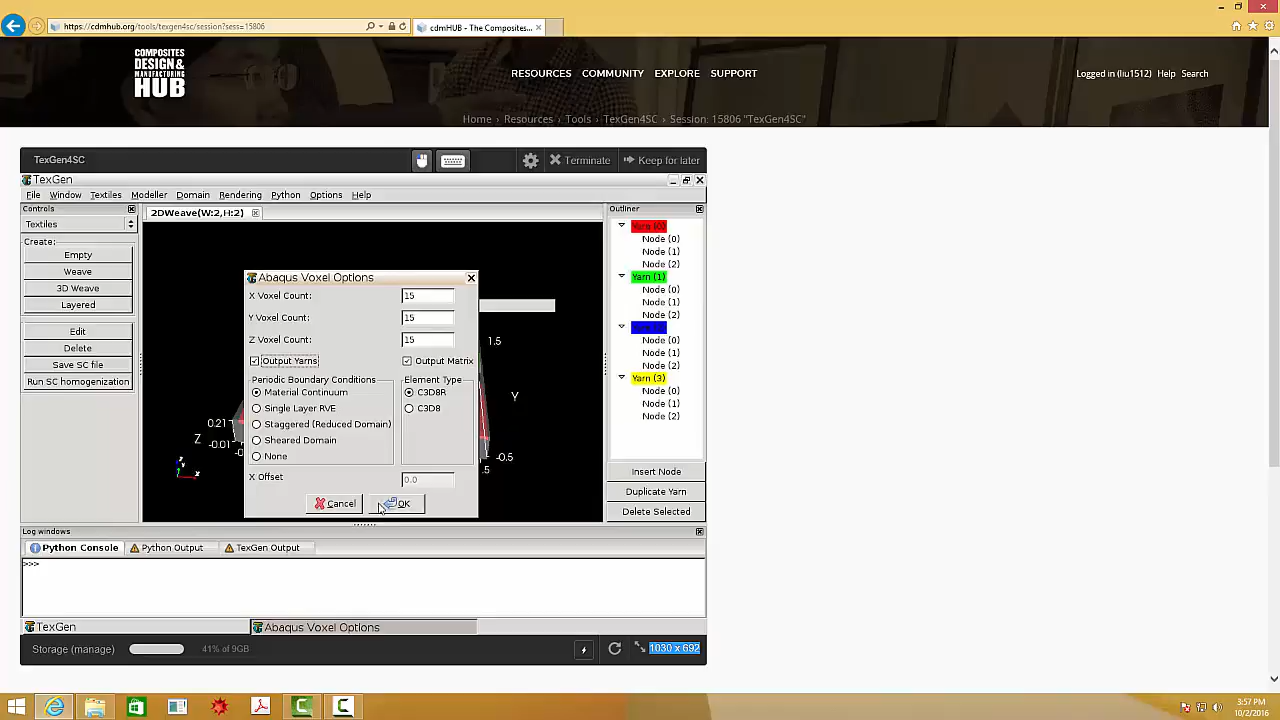 https://cdmhub.org/tools/texgen4sc/session?sess=15806
cdmHUB - The Composites...
COMPOSITES
DESIGN &
MANUFACTURING
HUB
RESOURCES COMMUNITY EXPLORE SUPPORT
Logged in (liu1512) Help Search
Home › Resources › Tools › TexGen4SC › Session: 15806 "TexGen4SC"
TexGen4SC
Terminate
Keep for later
TexGen
File Window Textiles Modeller Domain Rendering Python Options Help
Controls
Textiles
Create:
Empty
Weave
3D Weave
Layered
Edit
Delete
Save SC file
Run SC homogenization
2DWeave(W:2,H:2)
Abaqus Voxel Options
X Voxel Count: 15
Y Voxel Count: 15
Z Voxel Count: 15
Output Yarns
Output Matrix
Periodic Boundary Conditions
Material Continuum
Single Layer RVE
Staggered (Reduced Domain)
Sheared Domain
None
Element Type
C3D8R
C3D8
X Offset 0.0
Cancel
OK
1.5
Y
0.21
Z
-0.01
-0.5
.5
Outliner
Yarn (0)
Node (0)
Node (1)
Node (2)
Yarn (1)
Node (0)
Node (1)
Node (2)
Node (0)
Node (1)
Node (2)
Yarn (3)
Node (0)
Node (1)
Node (2)
Insert Node
Duplicate Yarn
Delete Selected
Log windows
Python Console
Python Output
TexGen Output
>>>
TexGen
Abaqus Voxel Options
Storage (manage)
41% of 9GB
1030 x 692
3:57 PM
10/2/2016